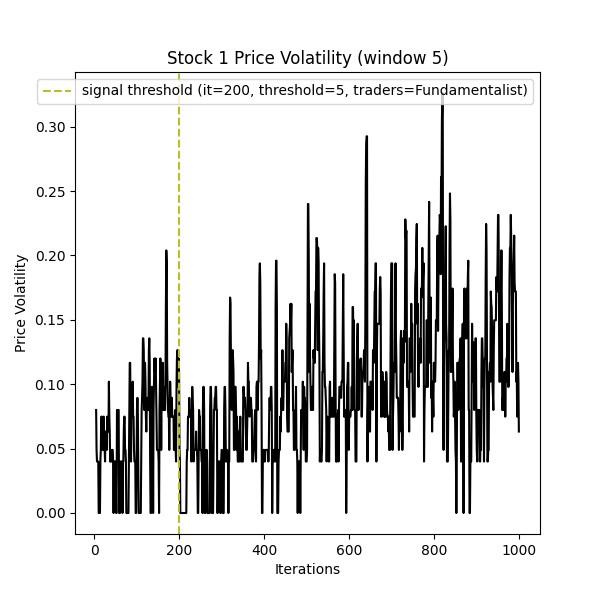 Stock 1 Price Volatility (window 5)
signal threshold (it=200, threshold=5, traders=Fundamentalist)
0.30
0.25
0.20
0.15
0.10
0.05
0.00
Price Volatility
0 200 400 600 800 1000
Iterations